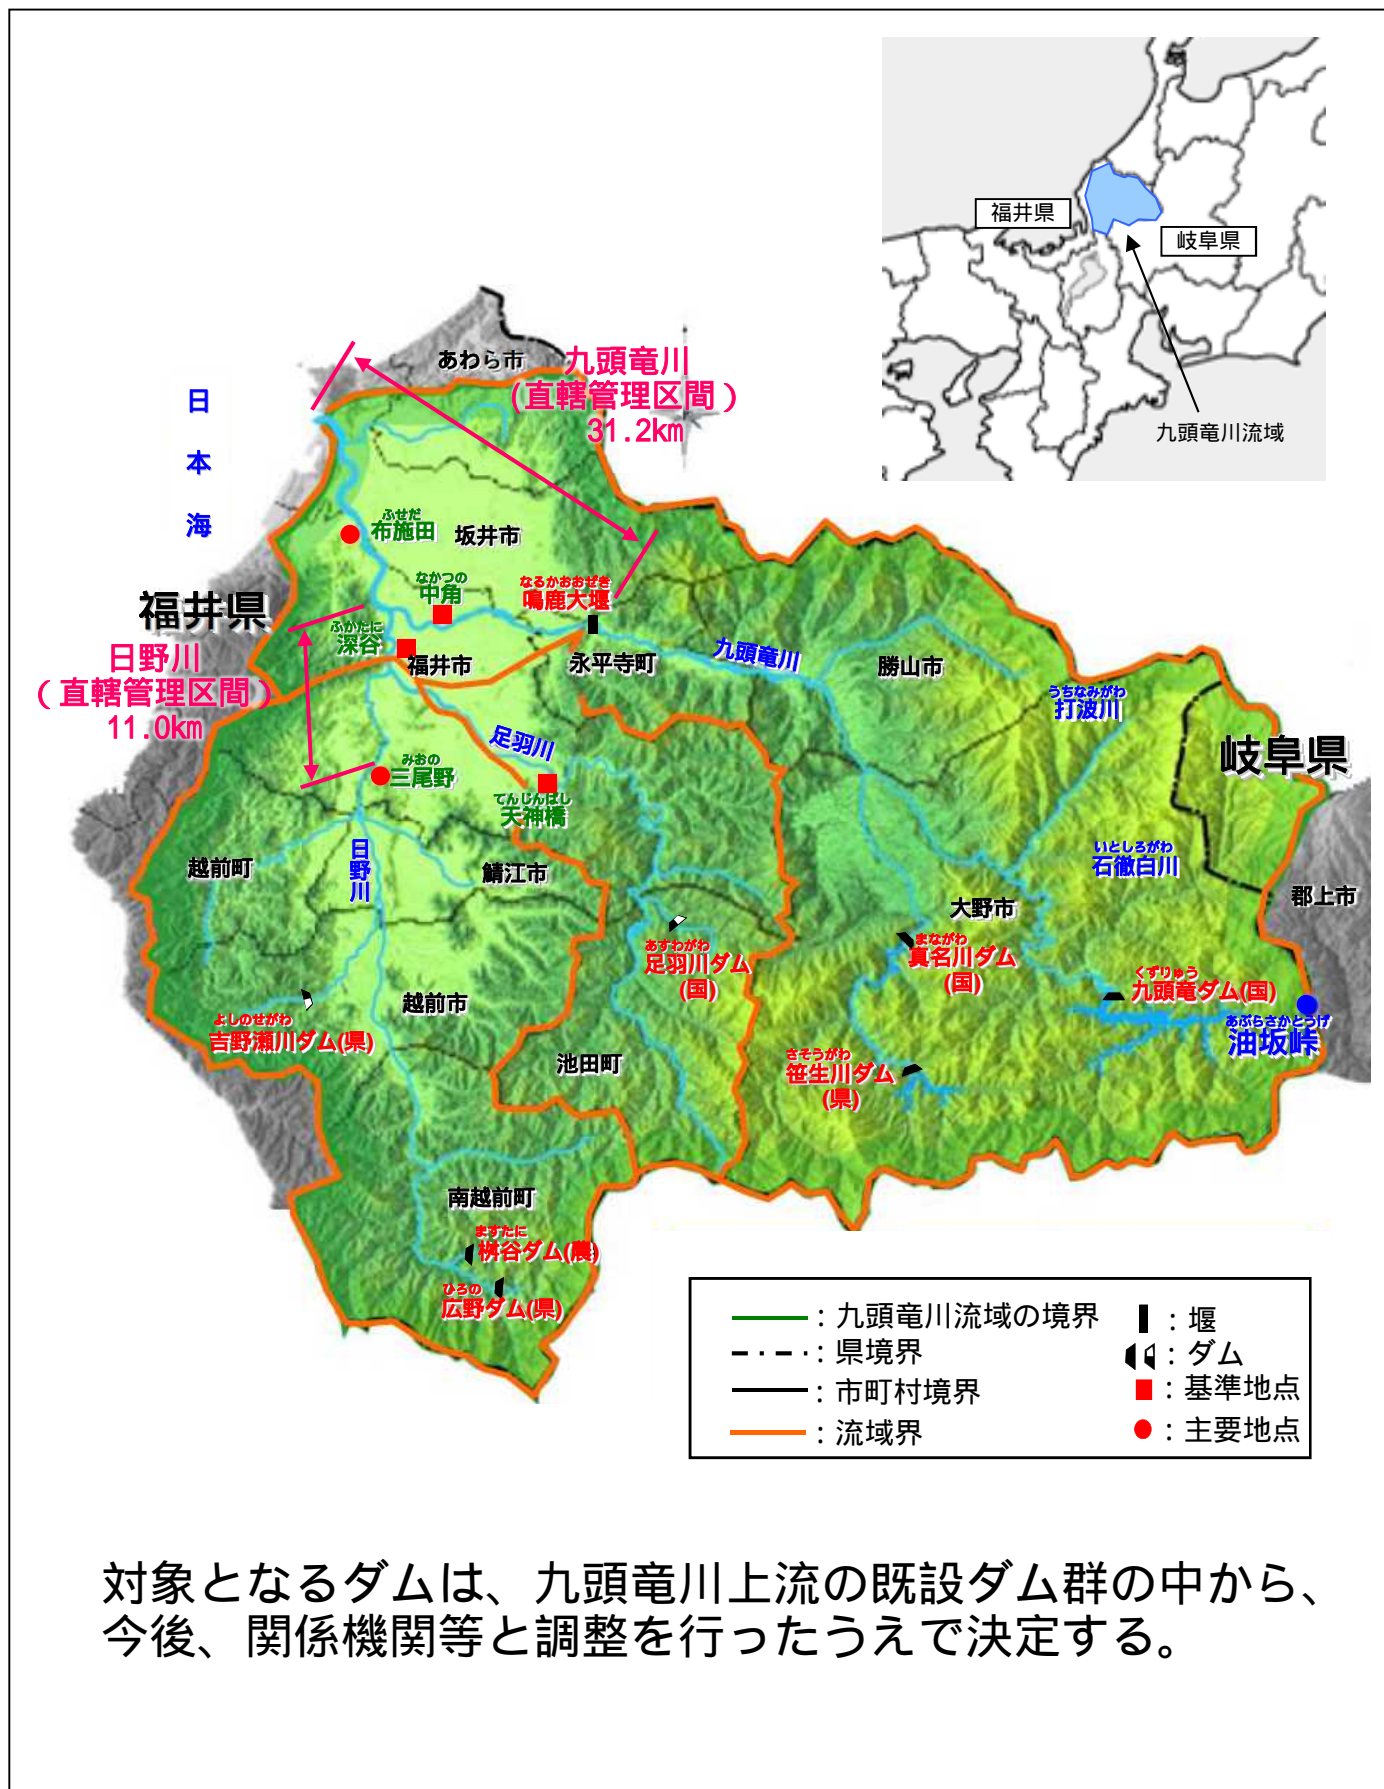 福井県
岐阜県
九頭竜川流域
あわら市
九頭竜川
(直轄管理区間)
31.2km
日本海
ふせだ
布施田
坂井市
なかつの
中角
なるかおおぜき
鳴鹿大堰
福井県
ふかたに
深谷
福井市
永平寺町
九頭竜川
勝山市
日野川
(直轄管理区間)
11.0km
うちなみがわ
打波川
足羽川
岐阜県
みおの
三尾野
てんじんばし
天神橋
日野川
越前町
鯖江市
いとしろがわ
石徹白川
郡上市
大野市
あすわがわ
足羽川ダム
(国)
まながわ
真名川ダム
(国)
くずりゅう
九頭竜ダム(国)
あぶらさかとうげ
油坂峠
越前市
よしのせがわ
吉野瀬川ダム(県)
池田町
さそうがわ
笹生川ダム
(県)
南越前町
ますたに
桝谷ダム(農)
ひろの
広野ダム(県)
：九頭竜川流域の境界
：県境界
：市町村境界
：流域界
：堰
：ダム
：基準地点
：主要地点
対象となるダムは、九頭竜川上流の既設ダム群の中から、
今後、関係機関等と調整を行ったうえで決定する。